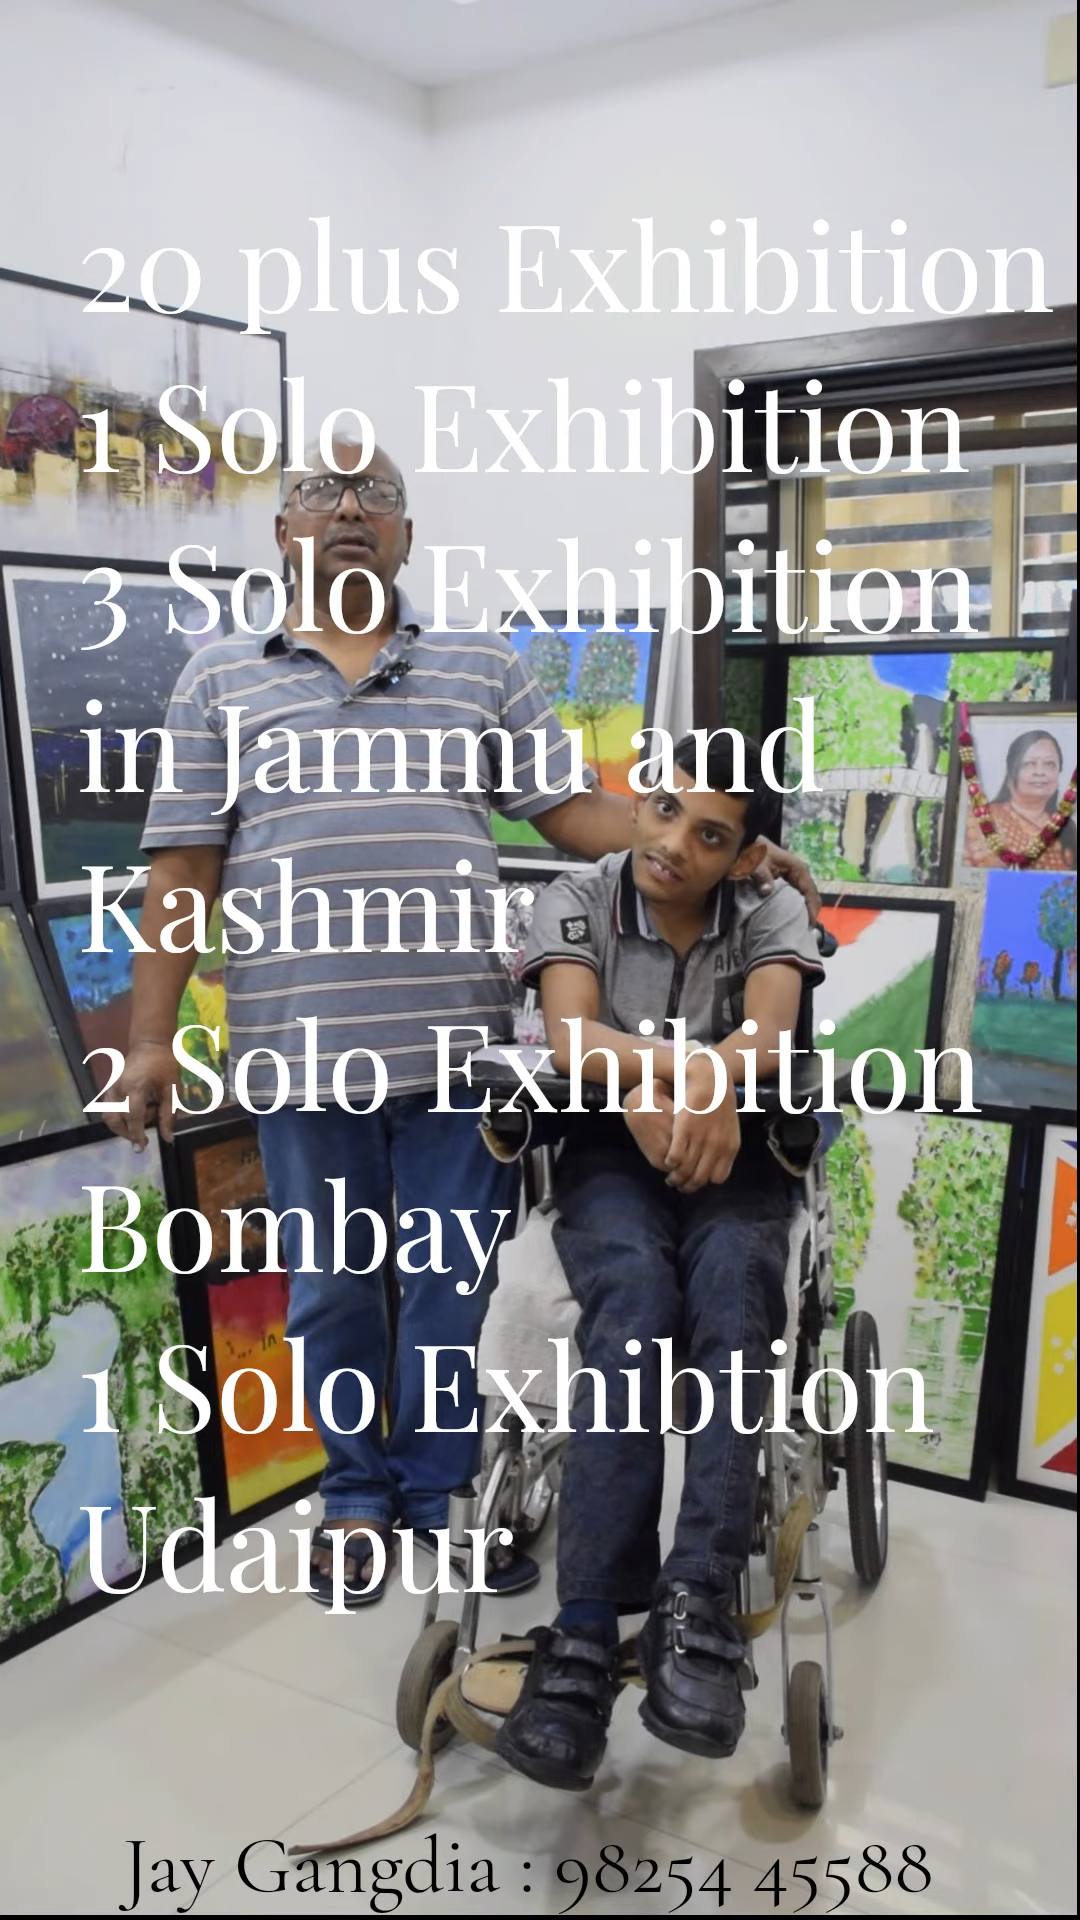 20 plus Exhibition
1 Solo Exhibition
3 Solo Exhibition
in Jammu and
Kashmir
2 Solo Exhibition
Bombay
1 Solo Exhibtion
Udaipur
Jay Gangdia : 98254 45588